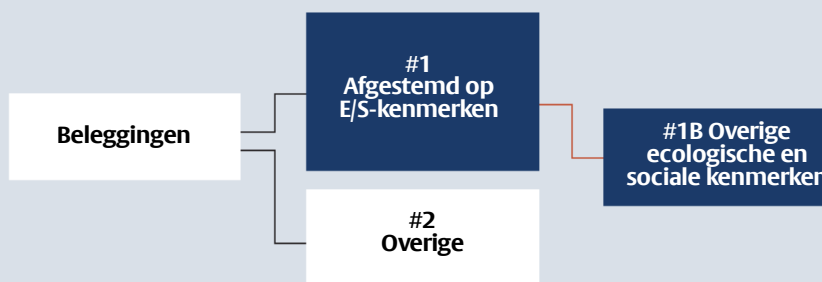 Beleggingen
#1
Afgestemd op
E/S-kenmerken
#2
Overige
#1B Overige
ecologische en
sociale kenmerken